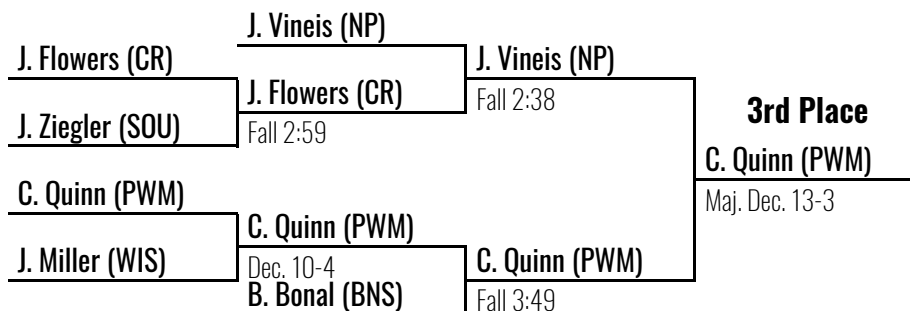 J. Vineis (NP)
J. Flowers (CR)
J. Vineis (NP)
J. Flowers (CR)
Fall 2:38
3rd Place
J. Ziegler (SOU)
Fall 2:59
C. Quinn (PWM)
C. Quinn (PWM)
Maj. Dec. 13-3
C. Quinn (PWM)
J. Miller (WIS)
Dec. 10-4
C. Quinn (PWM)
B. Bonal (BNS)
Fall 3:49